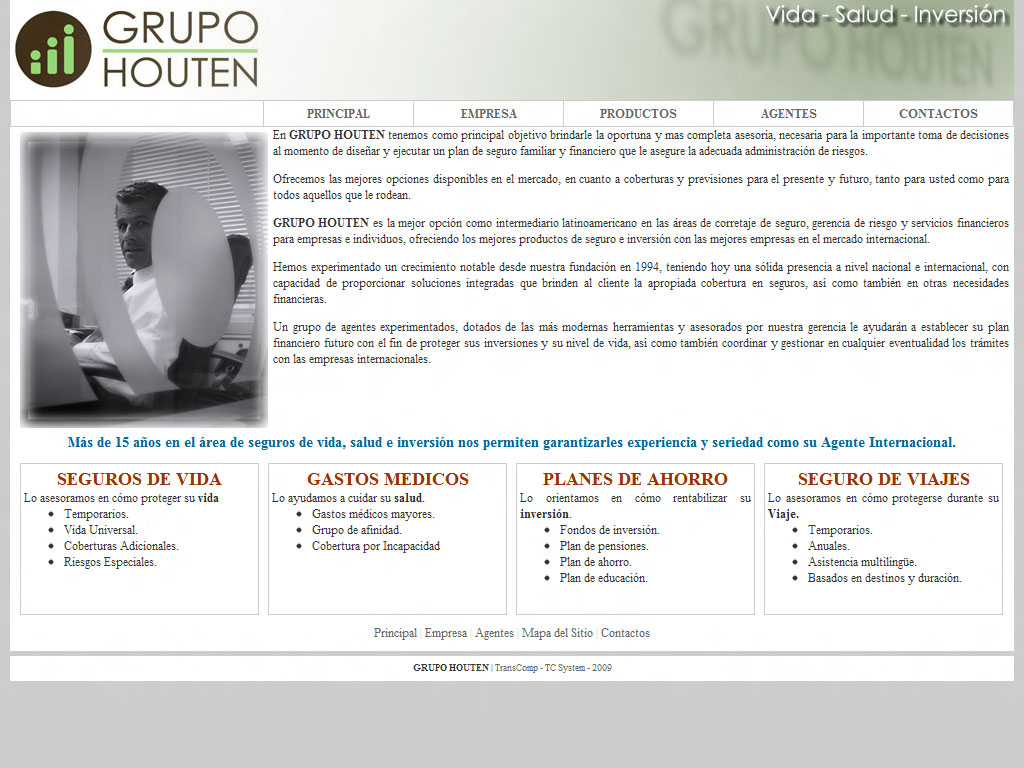 GRUPO
HOUTEN
GRUPO HOUTEN
Vida - Salud - Inversión
PRINCIPAL
EMPRESA
PRODUCTOS
AGENTES
CONTACTOS
En GRUPO HOUTEN tenemos como principal objetivo brindarle la oportuna y mas completa asesoria, necesaria para la importante toma de decisiones
al momento de diseñar y ejecutar un plan de seguro familiar y financiero que le asegure la adecuada administración de riesgos.
Ofrecemos las mejores opciones disponibles en el mercado, en cuanto a coberturas y previsiones para el presente y futuro, tanto para usted como para
todos aquellos que le rodean.
GRUPO HOUTEN es la mejor opción como intermediario latinoamericano en las áreas de corretaje de seguro, gerencia de riesgo y servicios financieros
para empresas e individuos, ofreciendo los mejores productos de seguro e inversión con las mejores empresas en el mercado internacional.
Hemos experimentado un crecimiento notable desde nuestra fundación en 1994, teniendo hoy una sólida presencia a nivel nacional e internacional, con
capacidad de proporcionar soluciones integradas que brinden al cliente la apropiada cobertura en seguros, asi como también en otras necesidades
financieras.
Un grupo de agentes experimentados, dotados de las más modernas herramientas y asesorados por nuestra gerencia le ayudarán a establecer su plan
financiero futuro con el fin de proteger sus inversiones y su nivel de vida, asi como también coordinar y gestionar en cualquier eventualidad los trámites
con las empresas internacionales.
Más de 15 años en el área de seguros de vida, salud e inversión nos permiten garantizarles experiencia y seriedad como su Agente Internacional.
SEGUROS DE VIDA
Lo asesoramos en cómo proteger su vida
• Temporarios.
• Vida Universal.
• Coberturas Adicionales.
• Riesgos Especiales.
GASTOS MEDICOS
Lo ayudamos a cuidar su salud.
• Gastos médicos mayores.
• Grupo de afinidad.
• Cobertura por Incapacidad
PLANES DE AHORRO
Lo orientamos en cómo rentabilizar su
inversión.
• Fondos de inversión.
• Plan de pensiones.
• Plan de ahorro.
• Plan de educación.
SEGURO DE VIAJES
Lo asesoramos en cómo protegerse durante su
Viaje.
• Temporarios.
• Anuales.
• Asistencia multilingüe.
• Basados en destinos y duración.
Principal | Empresa | Agentes | Mapa del Sitio | Contactos
GRUPO HOUTEN | TransComp - TC System - 2009